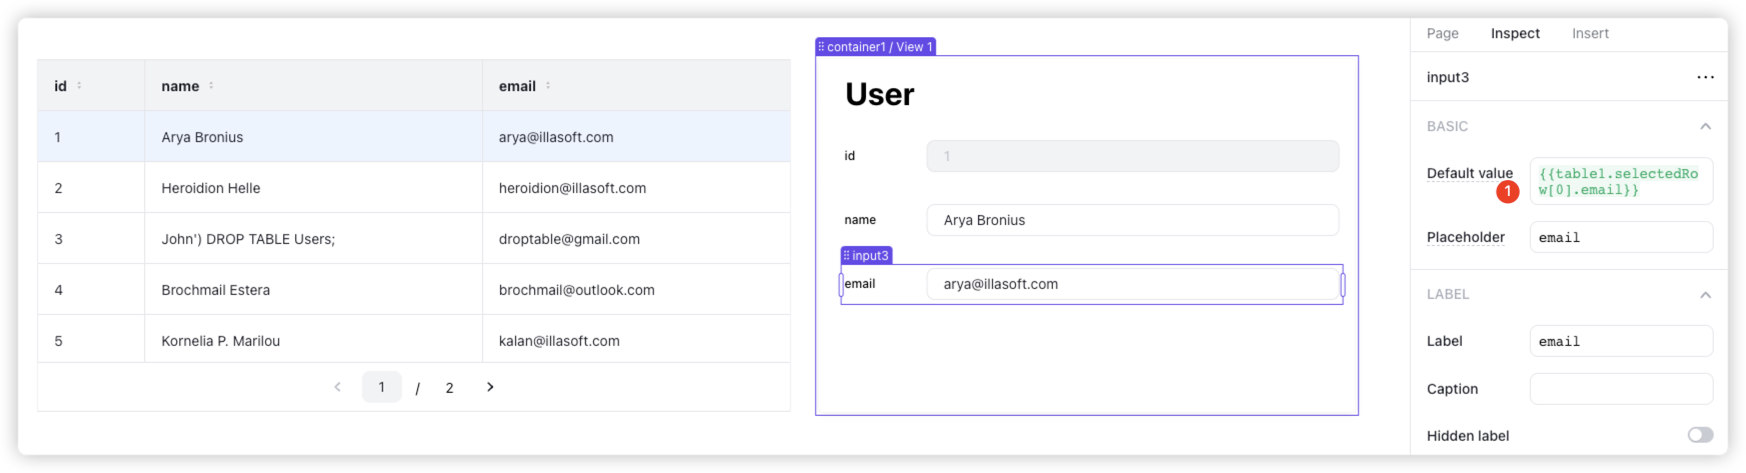 id name email
1 Arya Bronius arya@illasoft.com
2 Heroidion Helle heroidion@illasoft.com
3 John') DROP TABLE Users; droptable@gmail.com
4 Brochmail Estera brochmail@outlook.com
5 Kornelia P. Marilou kalan@illasoft.com
1 / 2
container1 / View 1
User
id 1
name Arya Bronius
input3
email arya@illasoft.com
Page Inspect Insert
input3
BASIC
Default value {{table1.selectedRo
w[0].email}}
1
Placeholder email
LABEL
Label email
Caption
Hidden label